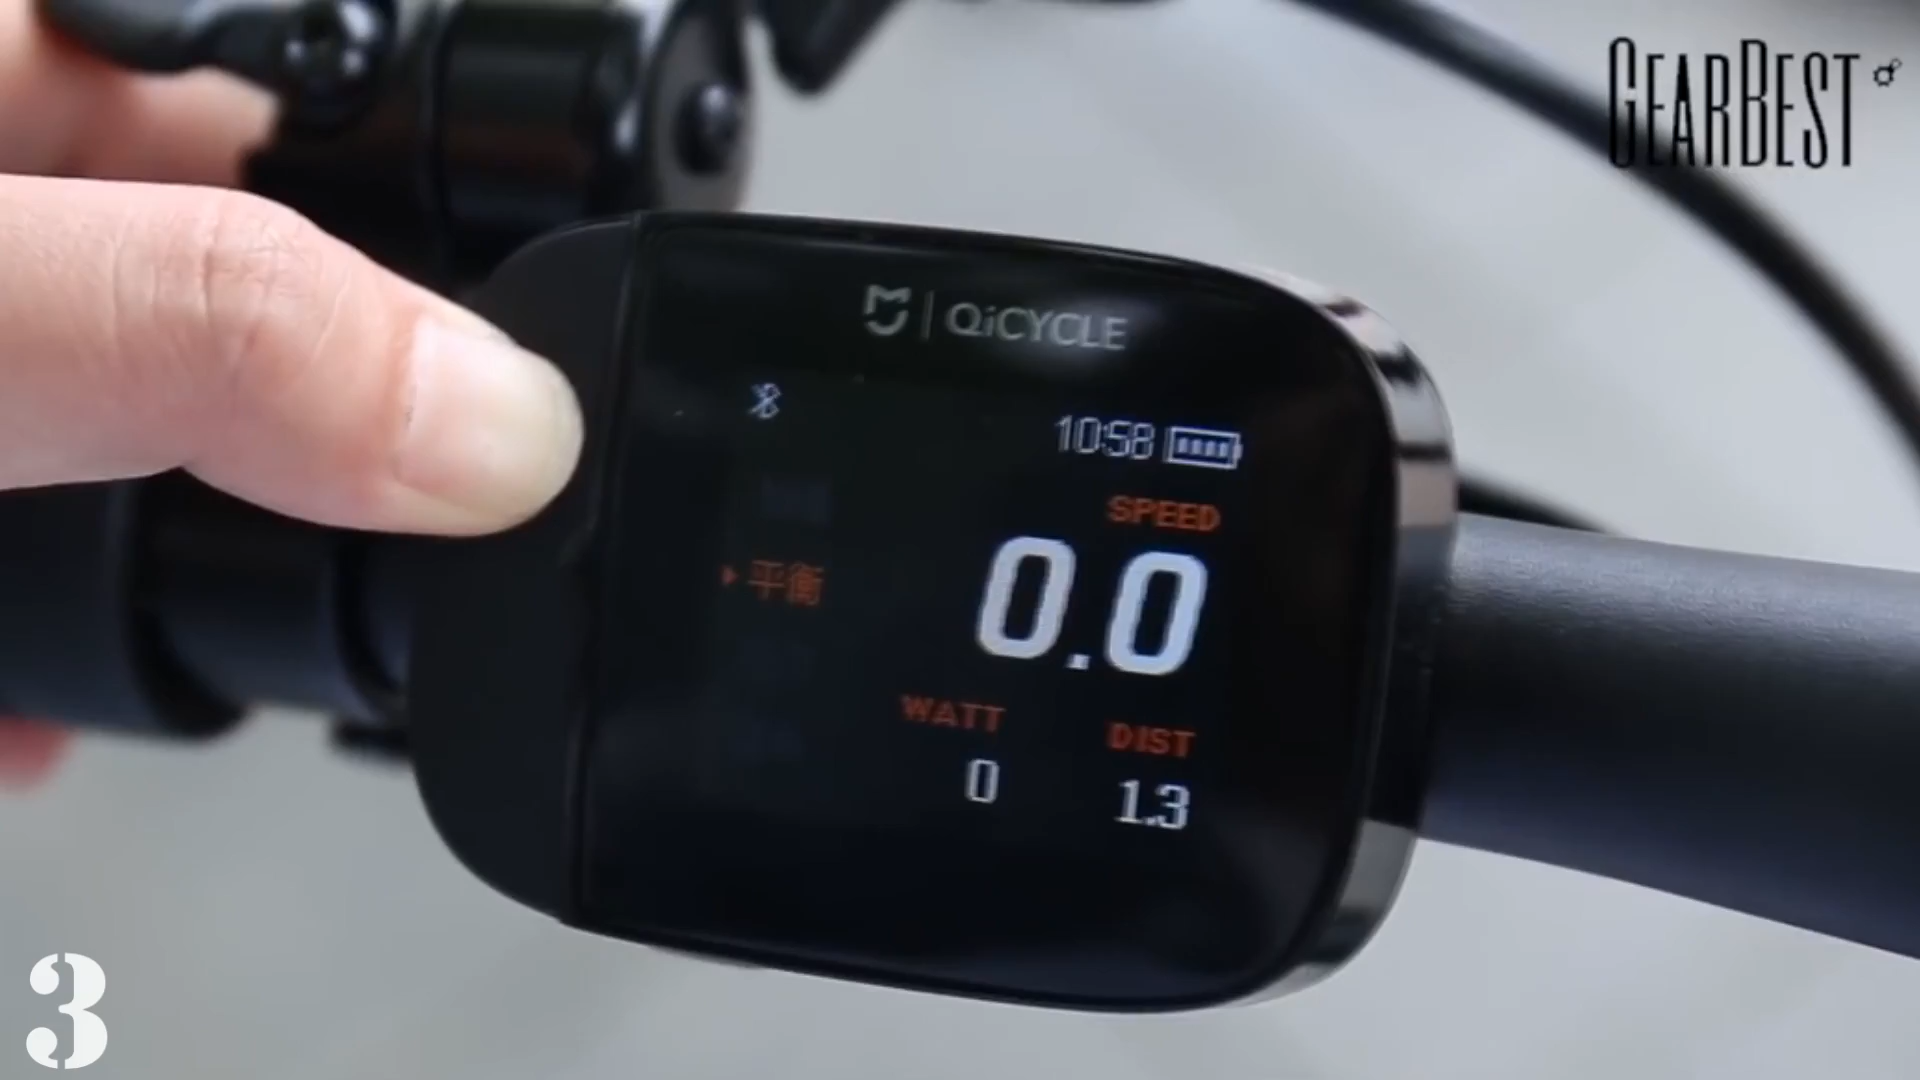 GEARBEST
QiCYCLE
10:58
SPEED
平衡
0.0
WATT
DIST
0
1.3
3